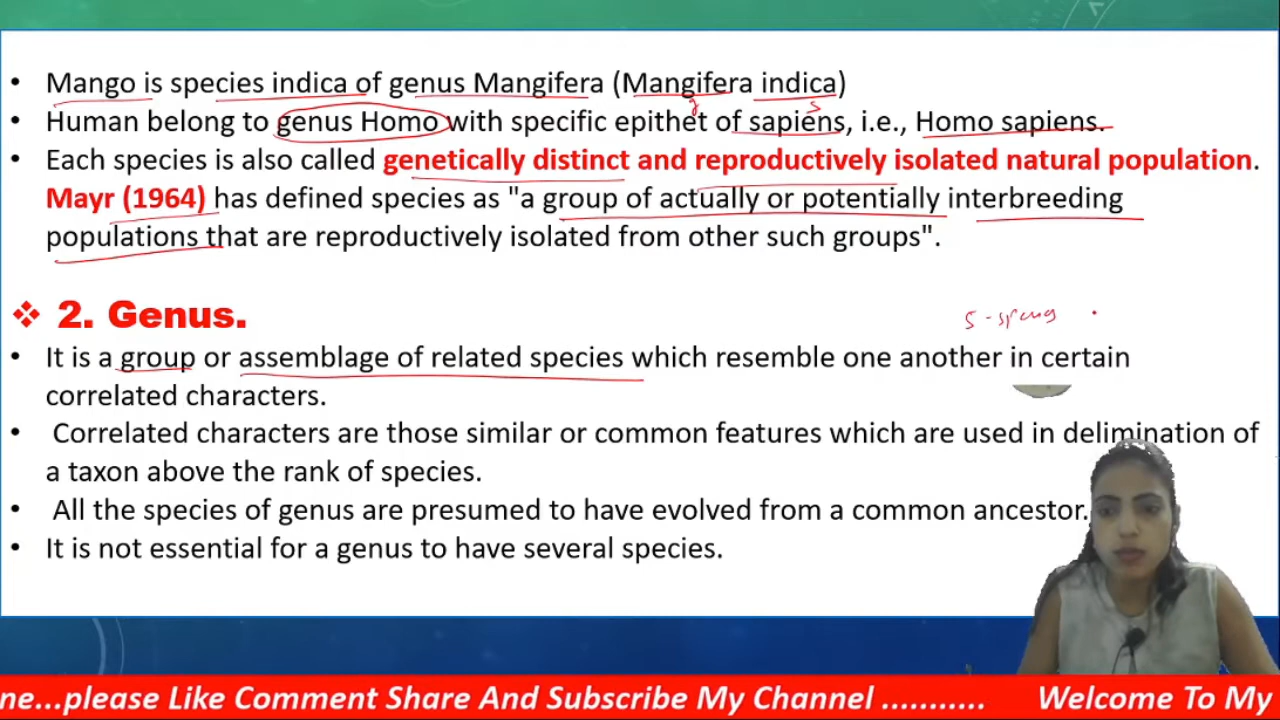 • Mango is species indica of genus Mangifera (Mangifera indica)
• Human belong to genus Homo with specific epithet of sapiens, i.e., Homo sapiens.
• Each species is also called genetically distinct and reproductively isolated natural population.
Mayr (1964) has defined species as "a group of actually or potentially interbreeding
populations that are reproductively isolated from other such groups".
❖ 2. Genus.
• It is a group or assemblage of related species which resemble one another in certain
correlated characters.
• Correlated characters are those similar or common features which are used in delimination of
a taxon above the rank of species.
• All the species of genus are presumed to have evolved from a common ancestor.
• It is not essential for a genus to have several species.
ne...please Like Comment Share And Subscribe My Channel ........... Welcome To My